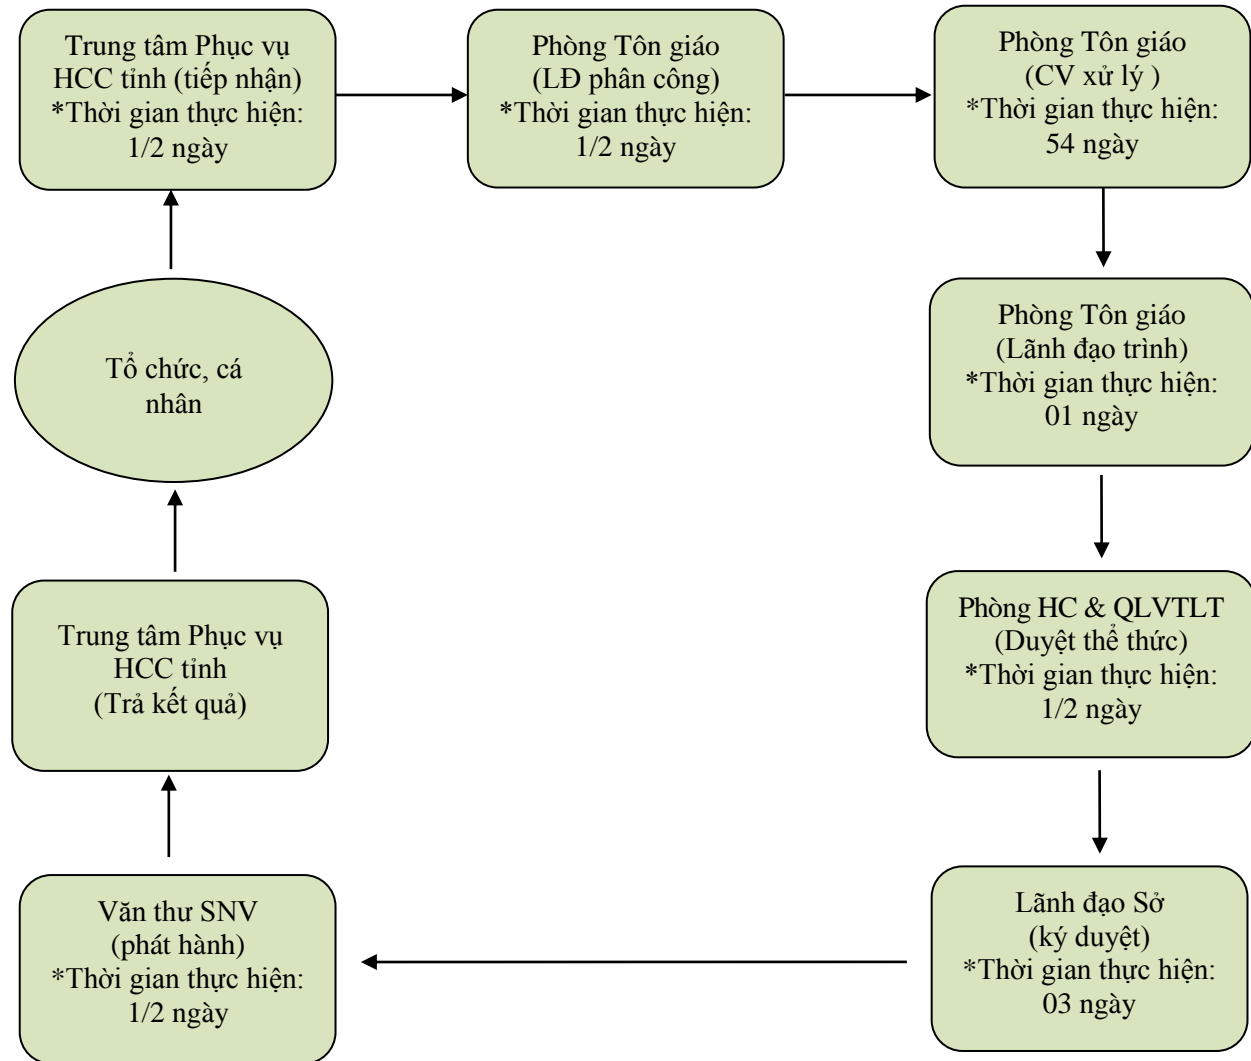 Trung tâm Phục vụ
HCC tỉnh (tiếp nhận)
*Thời gian thực hiện:
1/2 ngày
Phòng Tôn giáo
(LĐ phân công)
*Thời gian thực hiện:
1/2 ngày
Phòng Tôn giáo
(CV xử lý )
*Thời gian thực hiện:
54 ngày
Phòng Tôn giáo
(Lãnh đạo trình)
*Thời gian thực hiện:
01 ngày
Phòng HC & QLVTLT
(Duyệt thể thức)
*Thời gian thực hiện:
1/2 ngày
Lãnh đạo Sở
(ký duyệt)
*Thời gian thực hiện:
03 ngày
Văn thư SNV
(phát hành)
*Thời gian thực hiện:
1/2 ngày
Trung tâm Phục vụ
HCC tỉnh
(Trả kết quả)
Tổ chức, cá
nhân